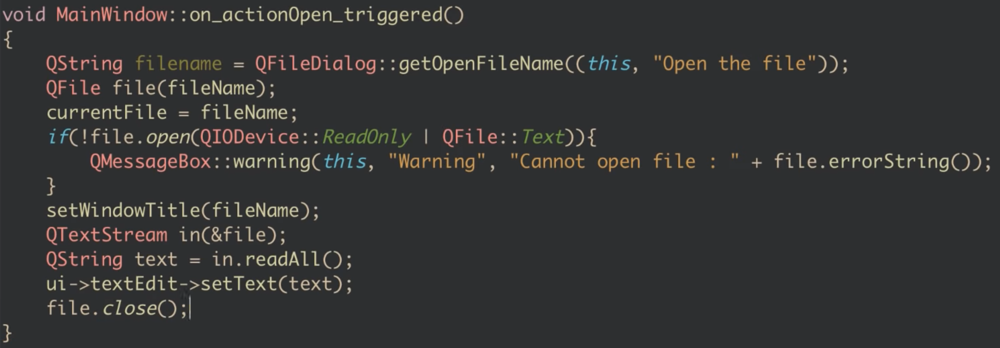 void MainWindow::on_actionOpen_triggered()
{
    QString filename = QFileDialog::getOpenFileName((this, "Open the file"));
    QFile file(fileName);
    currentFile = fileName;
    if(!file.open(QIODevice::ReadOnly | QFile::Text)){
        QMessageBox::warning(this, "Warning", "Cannot open file : " + file.errorString());
    }
    setWindowTitle(fileName);
    QTextStream in(&file);
    QString text = in.readAll();
    ui->textEdit->setText(text);
    file.close();
}